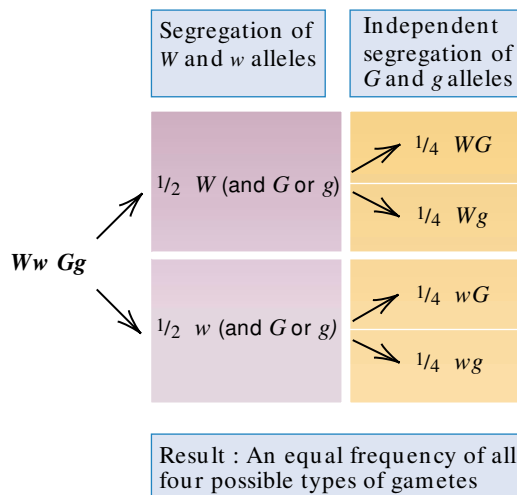 Segregation of
W and w alleles
Independent
segregation of
G and g alleles
Ww Gg
1/2 W (and G or g)
1/4 WG
1/4 Wg
1/2 w (and G or g)
1/4 wG
1/4 wg
Result : An equal frequency of all
four possible types of gametes